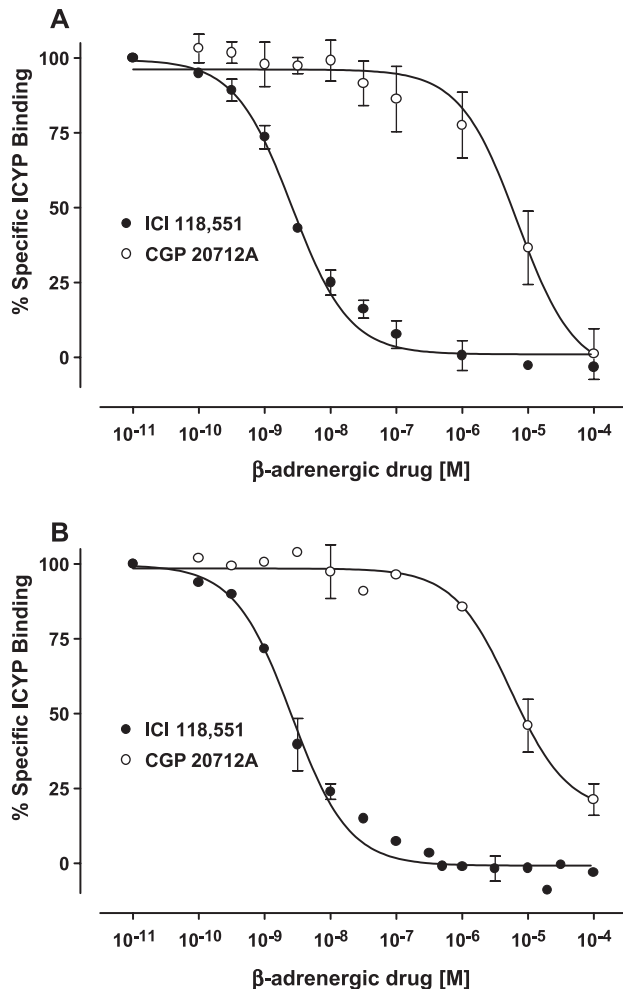 A
% Specific ICYP Binding
100
75
50
25
0
ICI 118,551
CGP 20712A
10⁻¹¹ 10⁻¹⁰ 10⁻⁹ 10⁻⁸ 10⁻⁷ 10⁻⁶ 10⁻⁵ 10⁻⁴
β-adrenergic drug [M]
B
% Specific ICYP Binding
100
75
50
25
0
ICI 118,551
CGP 20712A
10⁻¹¹ 10⁻¹⁰ 10⁻⁹ 10⁻⁸ 10⁻⁷ 10⁻⁶ 10⁻⁵ 10⁻⁴
β-adrenergic drug [M]